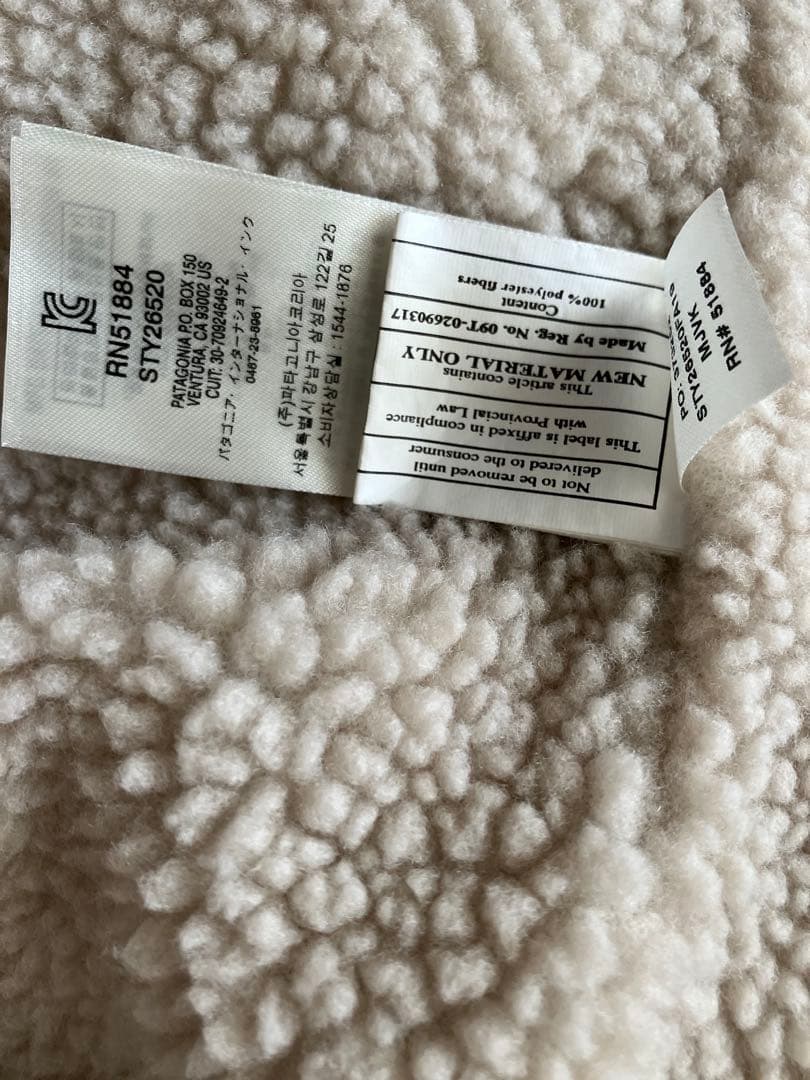 RN51884
STY26520
PATAGONIA P.O. BOX 150
VENTURA, CA 93002 US
CUIT: 30-70924646-2
パタゴニア・インターナショナル・インク
0467-23-8961
(주)파타고니아코리아
서울특별시 강남구 삼성로 122길 25
소비자상담실 : 1544-1876
Not to be removed until
delivered to the consumer
This label is affixed in compliance
with Provincial Law
This article contains
NEW MATERIAL ONLY
Made by Reg. No. 09T-02690317
Content
100% polyester fibers
PO:
STY26520FA19
MJVK
RN# 51884